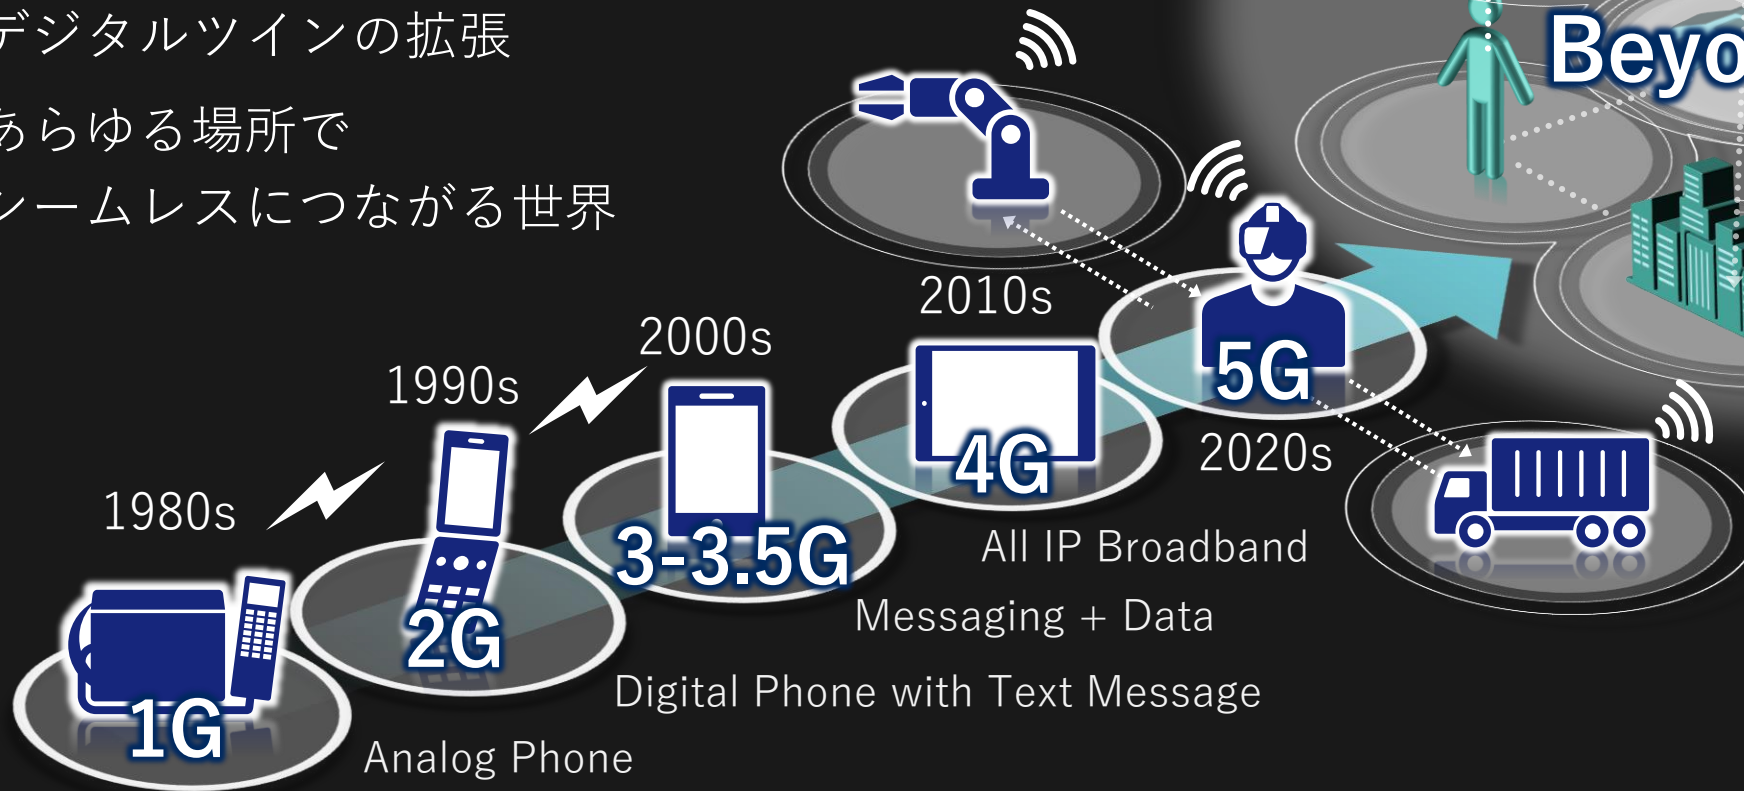 デジタルツインの拡張
あらゆる場所で
シームレスにつながる世界
Beyo
2010s
2000s
1990s
1980s
5G
2020s
4G
3-3.5G
2G
1G
All IP Broadband
Messaging + Data
Digital Phone with Text Message
Analog Phone